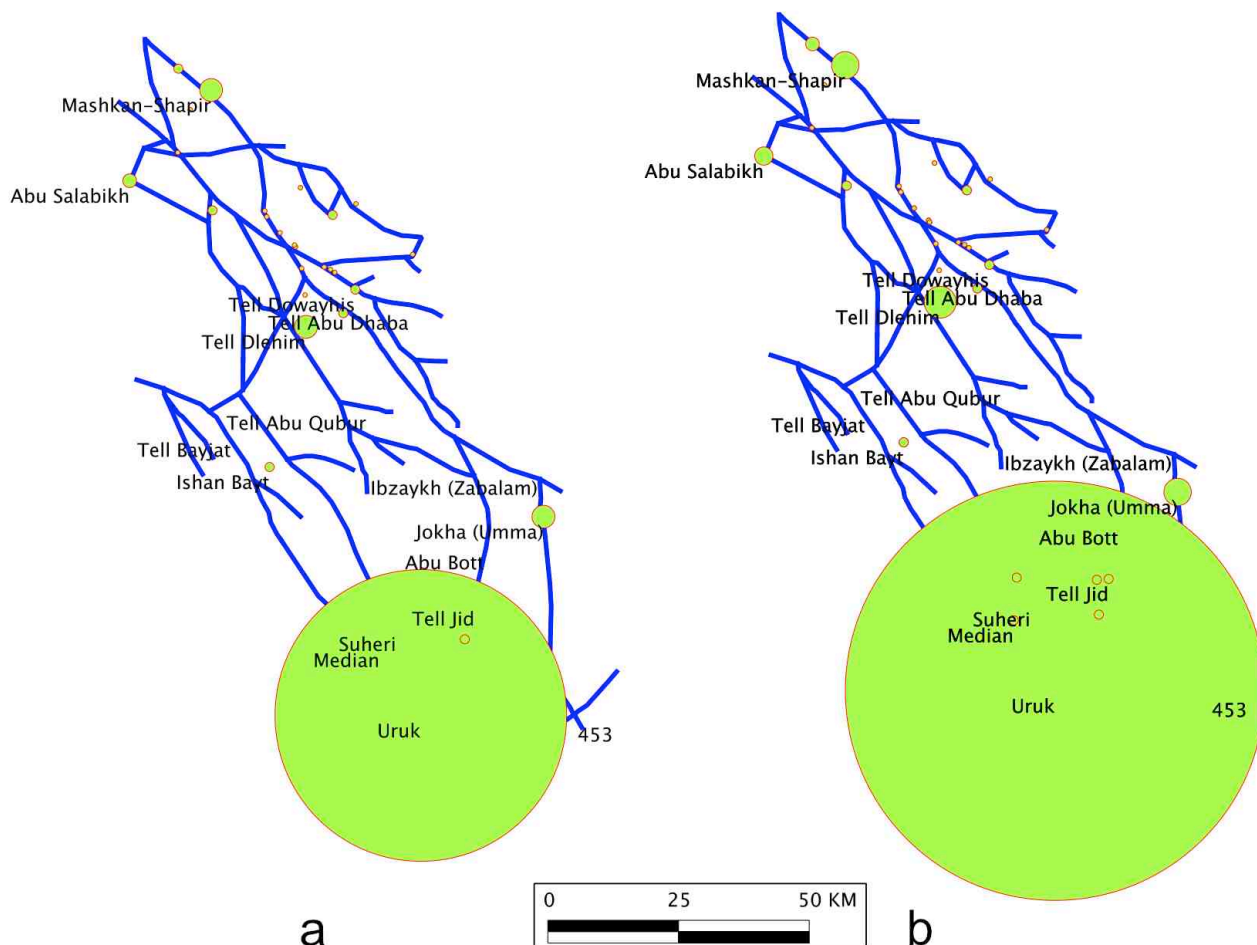 Mashkan-Shapir
Abu Salabikh
Tell Dowayhis
Tell Abu Dhaba
Tell Dlenim
Tell Abu Qubur
Tell Bayjat
Ishan Bayt
Ibzaykh (Zabalam)
Jokha (Umma)
Abu Bott
Tell Jid
Suheri
Median
Uruk
453
a
Mashkan-Shapir
Abu Salabikh
Tell Dowayhis
Tell Abu Dhaba
Tell Dlenim
Tell Abu Qubur
Tell Bayjat
Ishan Bayt
Ibzaykh (Zabalam)
Jokha (Umma)
Abu Bott
Tell Jid
Suheri
Median
Uruk
453
b
0 25 50 KM